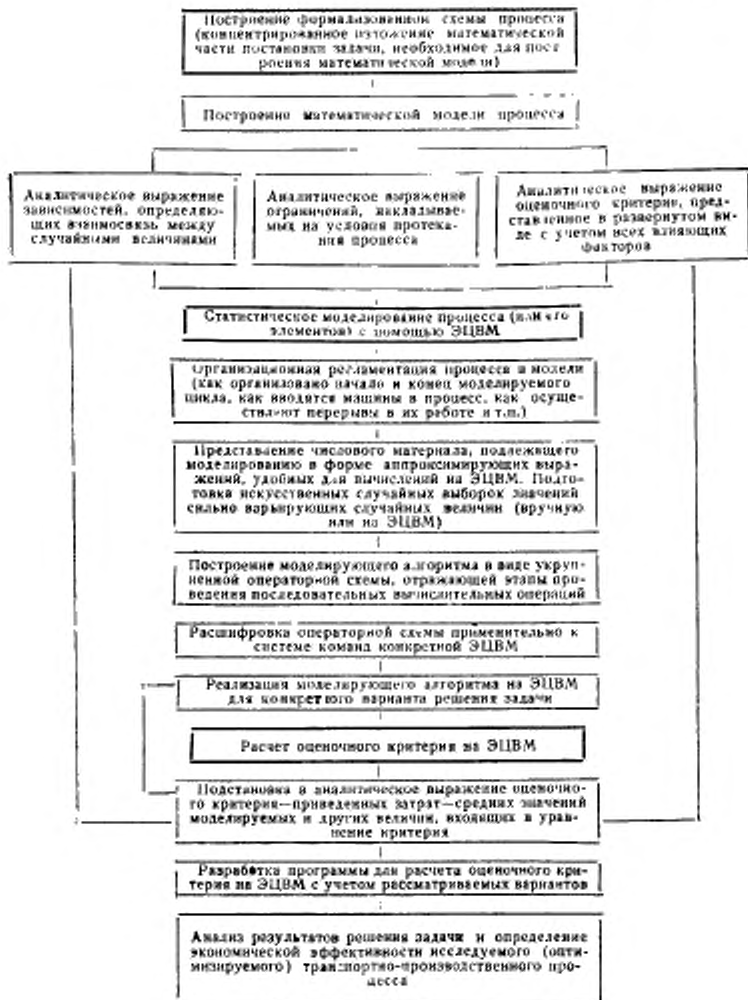 Построение формализованной схемы процесса
(концентрированное изложение математической
части постановки задачи, необходимое для пост
роения математической модели)
Построение математической модели процесса
Аналитическое выражение
зависимостей, определяю-
щих взаимосвязь между
случайными величинами
Аналитическое выражение
ограничений, накладывае-
мых на условия протека-
ния процесса
Аналитическое выражение
оценочного критерия, пред-
ставленное в развернутом ви-
де с учетом всех влияющих
факторов
Статистическое моделирование процесса (или его
элементов) с помощью ЭЦВМ
Организационная регламентация процесса в модели
(как организовано начало и конец моделируемого
цикла, как вводятся машины в процесс, как осуще-
ствляют перерывы в их работе и т.п.)
Представление числового материала, подлежащего
моделированию в форме аппроксимирующих выра-
жений, удобных для вычислений на ЭЦВМ. Подго-
товка искусственных случайных выборок значений
сильно варьирующих случайных величин (вручную
или на ЭЦВМ)
Построение моделирующего алгоритма в виде укруп-
ненной операторной схемы, отражающей этапы про-
ведения последовательных вычислительных операций
Расшифровка операторной схемы применительно к
системе команд конкретной ЭЦВМ
Реализация моделирующего алгоритма на ЭЦВМ
для конкретного варианта решения задачи
Расчет оценочного критерия на ЭЦВМ
Подстановка в аналитическое выражение оценочно-
го критерия—приведенных затрат—средних значений
моделируемых и других величин, входящих в урав-
нение критерия
Разработка программы для расчета оценочного кри-
терия на ЭЦВМ с учетом рассматриваемых вариантов
Анализ результатов решения задачи и определение
экономической эффективности исследуемого (опти-
мизируемого) транспортно-производственного про-
цесса